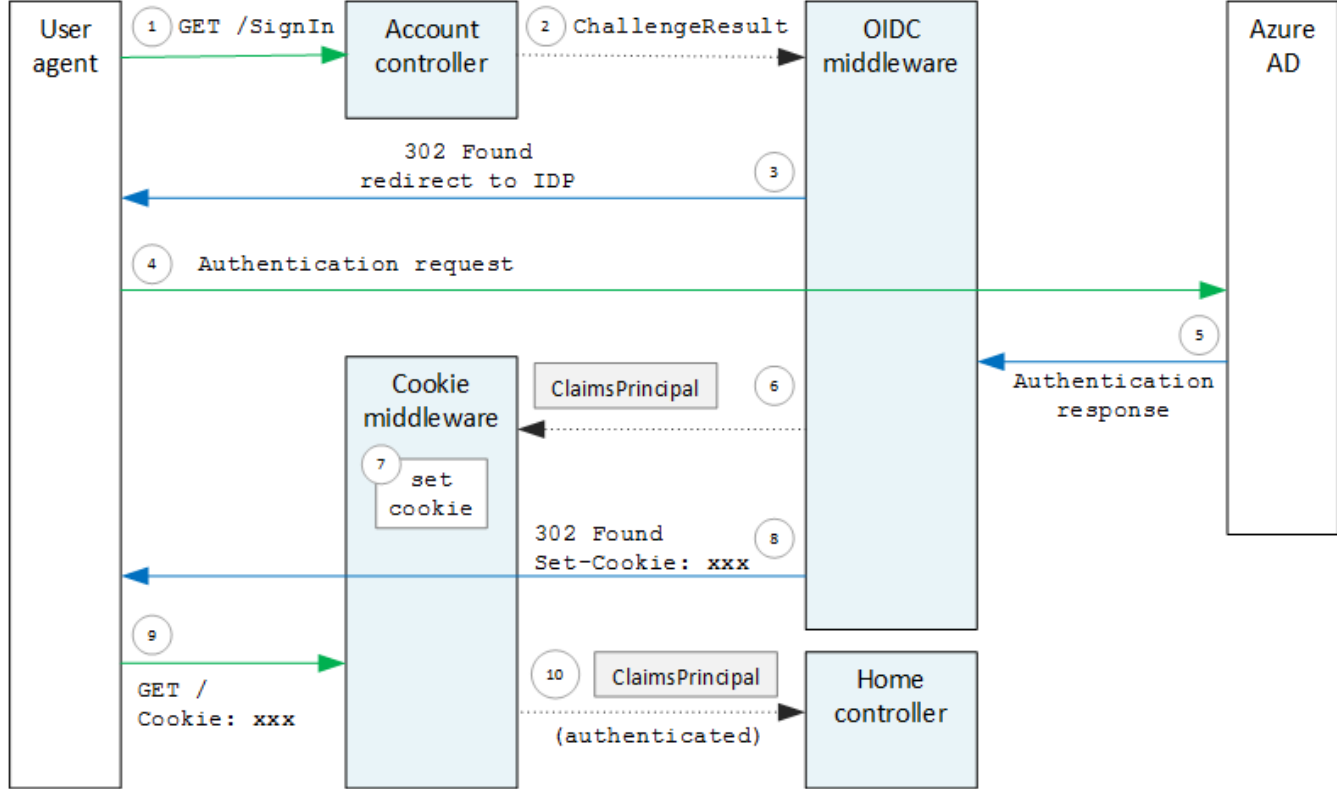 User
agent
1
GET /SignIn
Account
controller
2
ChallengeResult
OIDC
middleware
Azure
AD
302 Found
redirect to IDP
3
4
Authentication request
5
Authentication
response
Cookie
middleware
ClaimsPrincipal
6
7
set
cookie
302 Found
Set-Cookie: xxx
8
9
GET /
Cookie: xxx
10
ClaimsPrincipal
(authenticated)
Home
controller